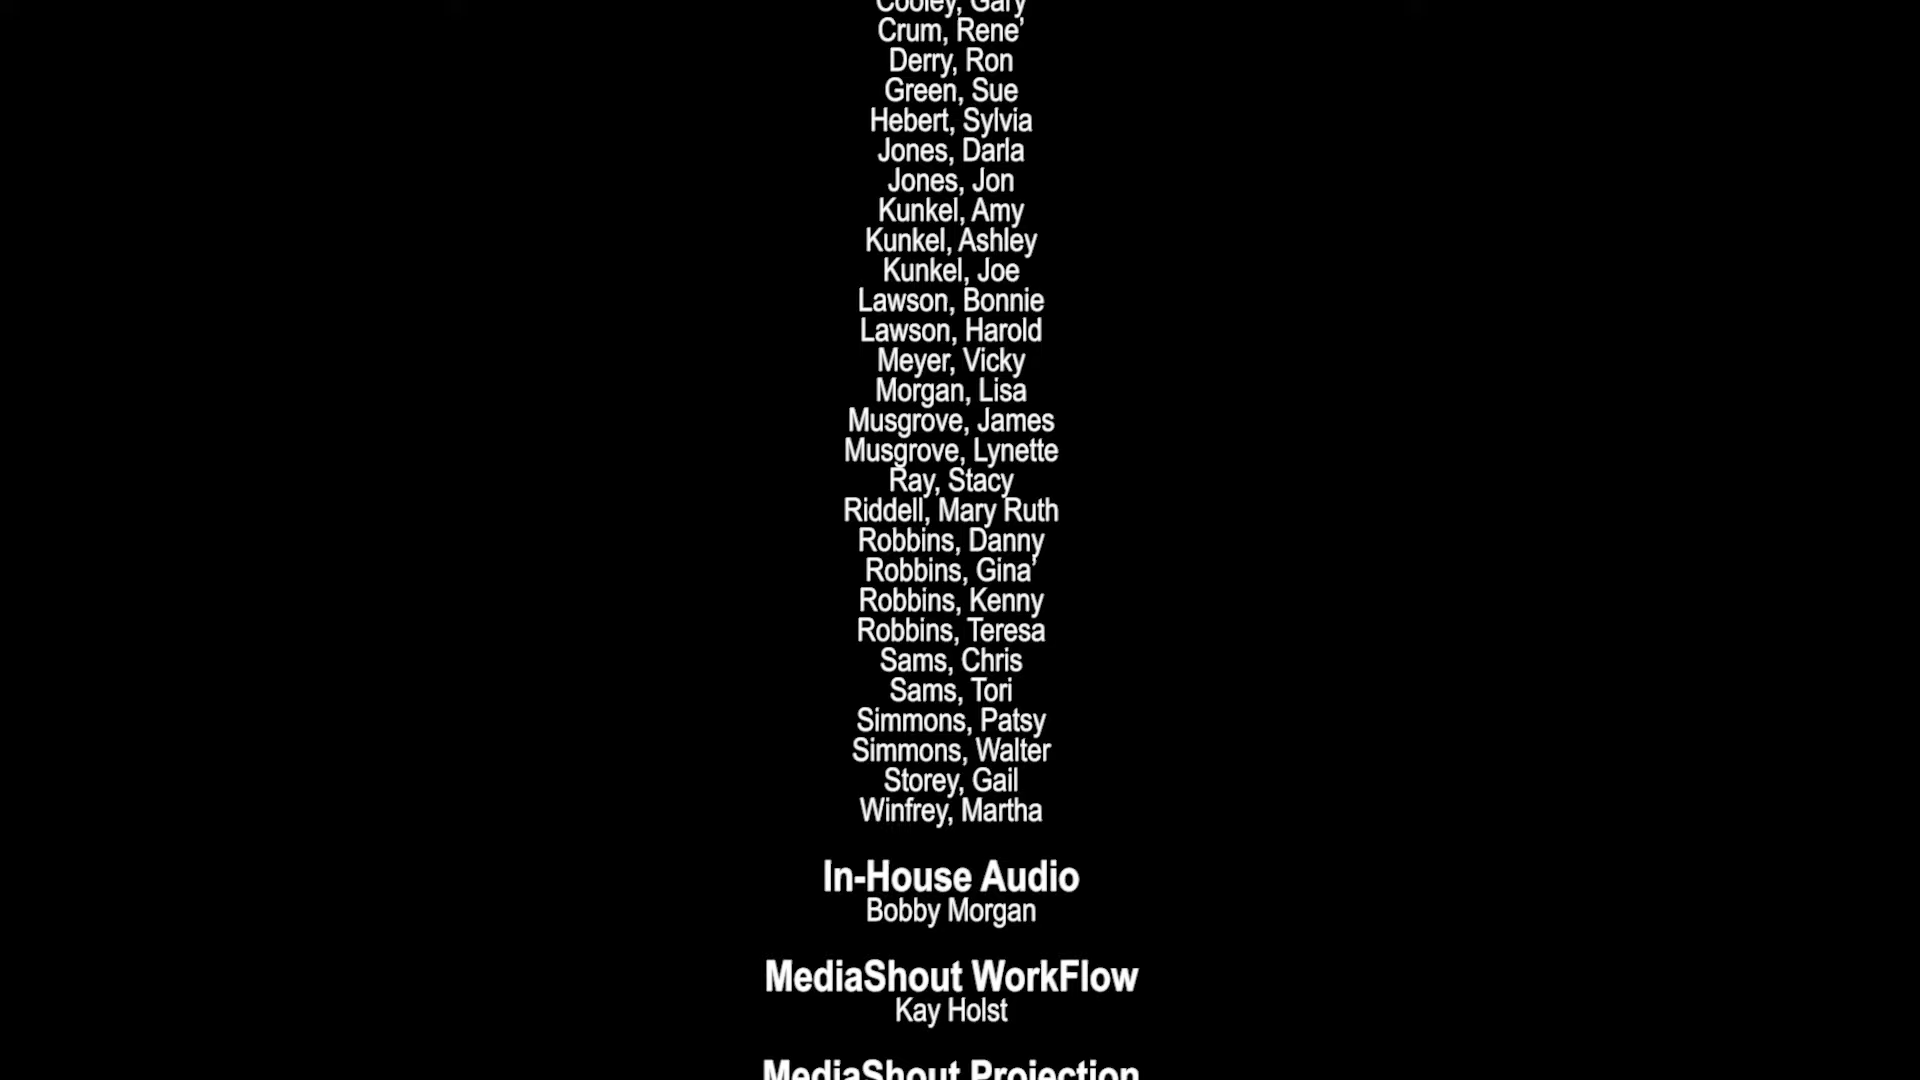 Cooley, Gary
Crum, Rene’
Derry, Ron
Green, Sue
Hebert, Sylvia
Jones, Darla
Jones, Jon
Kunkel, Amy
Kunkel, Ashley
Kunkel, Joe
Lawson, Bonnie
Lawson, Harold
Meyer, Vicky
Morgan, Lisa
Musgrove, James
Musgrove, Lynette
Ray, Stacy
Riddell, Mary Ruth
Robbins, Danny
Robbins, Gina’
Robbins, Kenny
Robbins, Teresa
Sams, Chris
Sams, Tori
Simmons, Patsy
Simmons, Walter
Storey, Gail
Winfrey, Martha
In-House Audio
Bobby Morgan
MediaShout WorkFlow
Kay Holst
MediaShout Projection